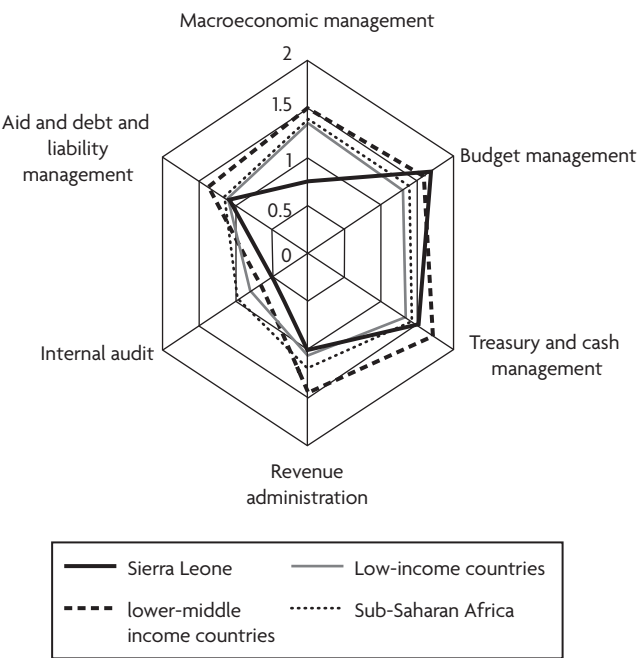 Macroeconomic management
2
1.5
1
0.5
0
Aid and debt and
liability
management
Budget management
Internal audit
Treasury and cash
management
Revenue
administration
Sierra Leone
Low-income countries
lower-middle
income countries
Sub-Saharan Africa